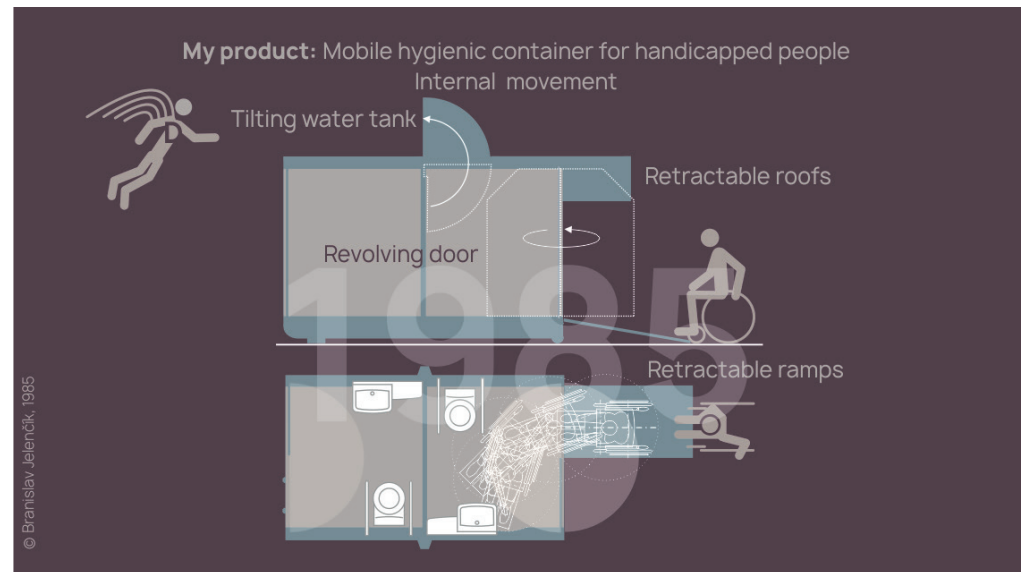 My product: Mobile hygienic container for handicapped people
Internal  movement
Tilting water tank
Retractable roofs
Revolving door
1985
Retractable ramps
© Branislav Jelenčík, 1985
D